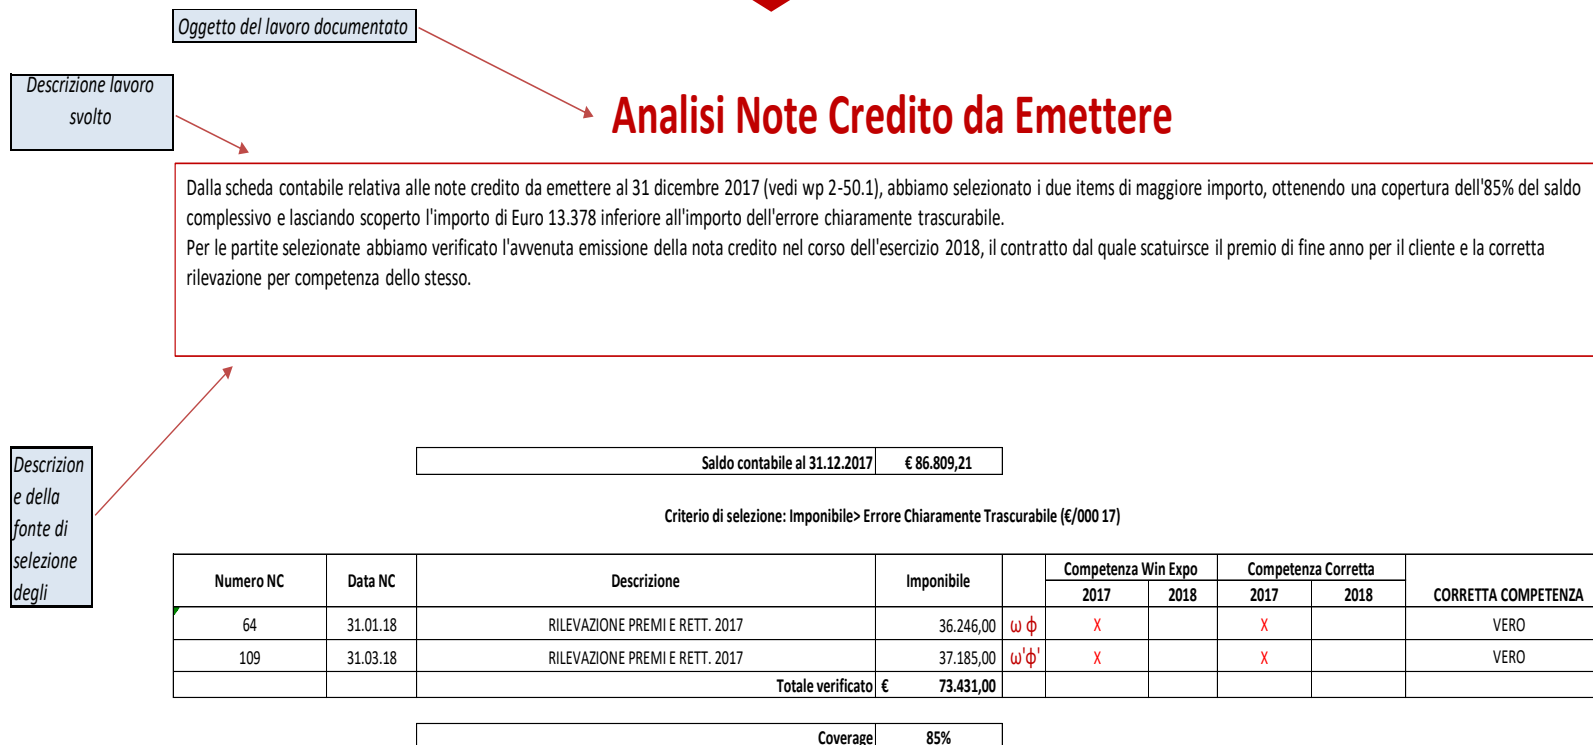 Oggetto del lavoro documentato
Descrizione lavoro
svolto
Analisi Note Credito da Emettere
Dalla scheda contabile relativa alle note credito da emettere al 31 dicembre 2017 (vedi wp 2-50.1), abbiamo selezionato i due items di maggiore importo, ottenendo una copertura dell'85% del saldo
complessivo e lasciando scoperto l'importo di Euro 13.378 inferiore all'importo dell'errore chiaramente trascurabile.
Per le partite selezionate abbiamo verificato l'avvenuta emissione della nota credito nel corso dell'esercizio 2018, il contratto dal quale scatuirsce il premio di fine anno per il cliente e la corretta
rilevazione per competenza dello stesso.
Descrizion
e della
fonte di
selezione
degli
Saldo contabile al 31.12.2017 € 86.809,21
Criterio di selezione: Imponibile> Errore Chiaramente Trascurabile (€/000 17)
Numero NC Data NC Descrizione Imponibile Competenza Win Expo Competenza Corretta CORRETTA COMPETENZA
2017 2018 2017 2018
64 31.01.18 RILEVAZIONE PREMI E RETT. 2017 36.246,00 ω φ X X VERO
109 31.03.18 RILEVAZIONE PREMI E RETT. 2017 37.185,00 ω'φ' X X VERO
Totale verificato € 73.431,00
Coverage 85%